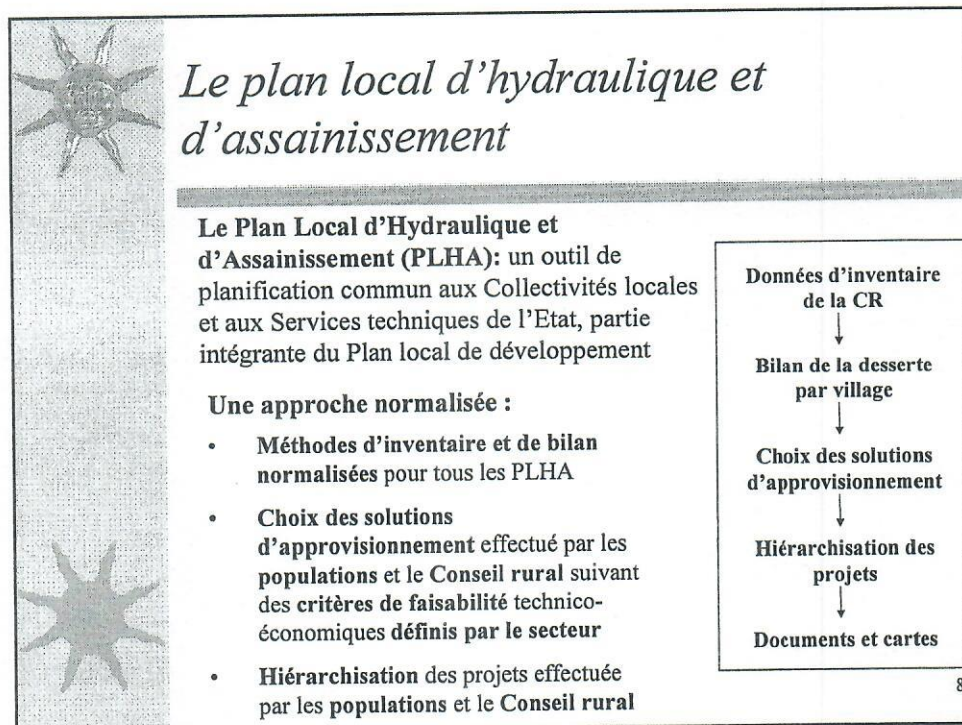 Le plan local d'hydraulique et
d'assainissement
Le Plan Local d'Hydraulique et
d'Assainissement (PLHA): un outil de
planification commun aux Collectivités locales
et aux Services techniques de l'Etat, partie
intégrante du Plan local de développement
Une approche normalisée :
• Méthodes d'inventaire et de bilan
normalisées pour tous les PLHA
• Choix des solutions
d'approvisionnement effectué par les
populations et le Conseil rural suivant
des critères de faisabilité technico-
économiques définis par le secteur
• Hiérarchisation des projets effectuée
par les populations et le Conseil rural
Données d'inventaire
de la CR
↓
Bilan de la desserte
par village
↓
Choix des solutions
d'approvisionnement
↓
Hiérarchisation des
projets
↓
Documents et cartes
8